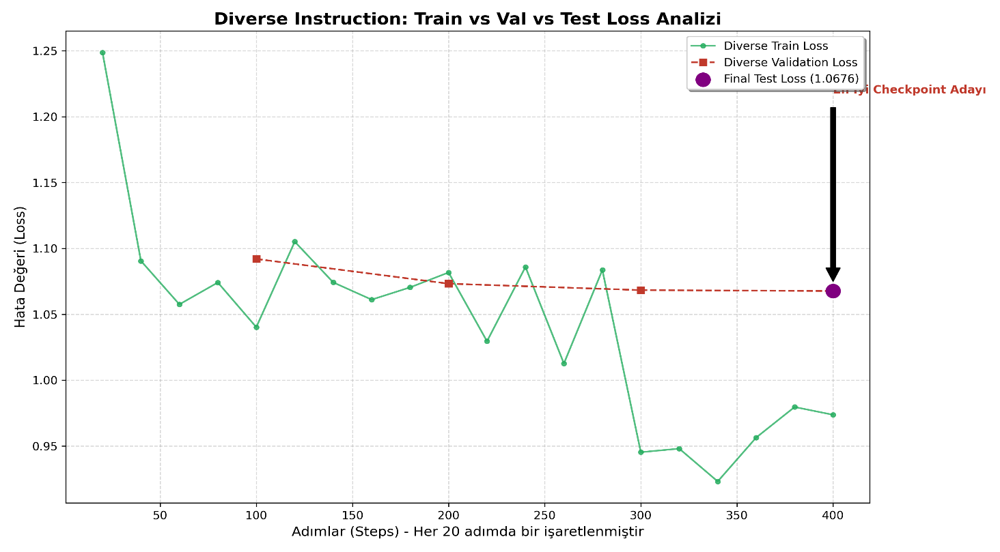 Diverse Instruction: Train vs Val vs Test Loss Analizi
Diverse Train Loss
Diverse Validation Loss
Final Test Loss (1.0676)
Checkpoint Adayı
Hata Değeri (Loss)
1.25
1.20
1.15
1.10
1.05
1.00
0.95
50
100
150
200
250
300
350
400
Adımlar (Steps) - Her 20 adımda bir işaretlenmiştir